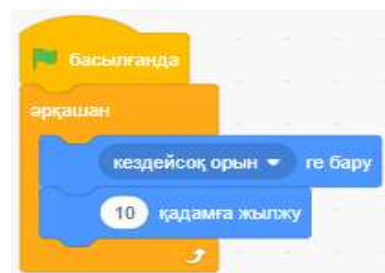 басылғанда
әрқашан
кездейсоқ орын ге бару
10 қадамға жылжу